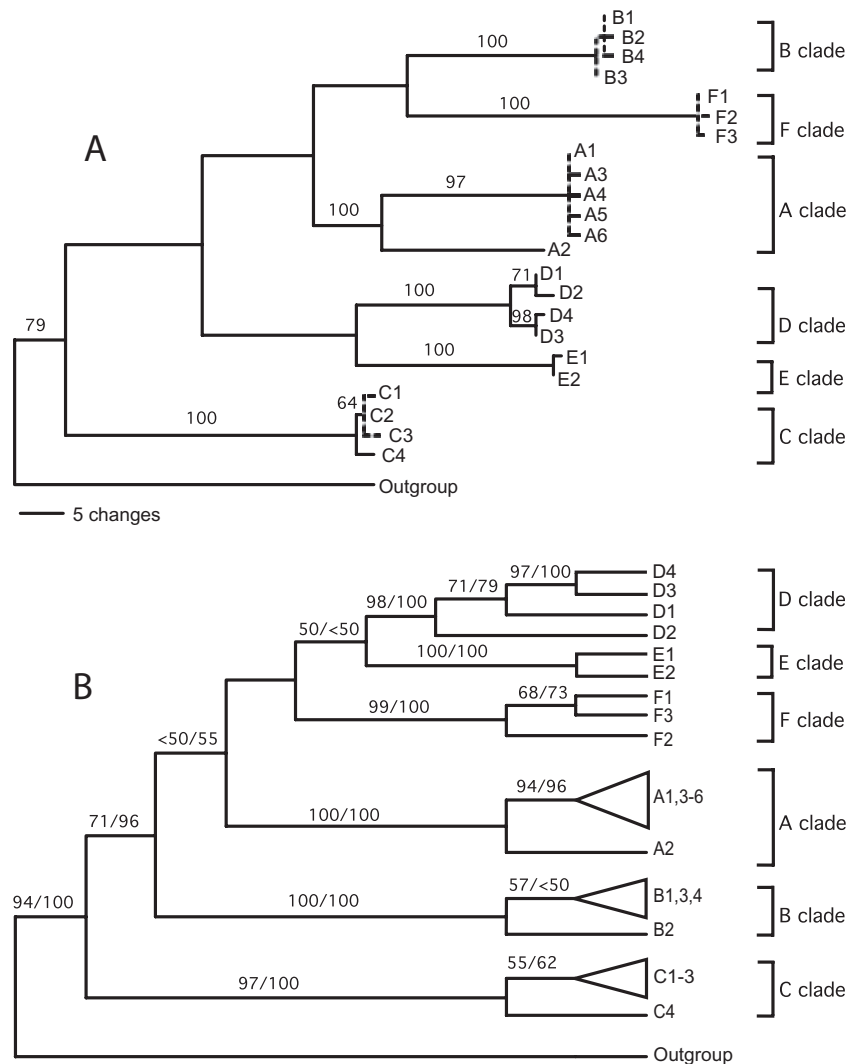 B1
100
B2
B4
B3
B clade
100
F1
F2
F3
F clade
A
A1
A3
97
A4
100
A5
A6
A2
A clade
71
D1
100
D2
98
D4
D3
D clade
79
100
E1
E2
E clade
C1
64
C2
100
C3
C4
C clade
Outgroup
5 changes
97/100
D4
71/79
D3
98/100
D1
50/<50
D2
D clade
100/100
E1
E2
E clade
B
68/73
F1
99/100
F3
F2
F clade
<50/55
94/96
A1,3-6
100/100
A2
A clade
71/96
57/<50
B1,3,4
100/100
B2
B clade
94/100
55/62
C1-3
97/100
C4
C clade
Outgroup